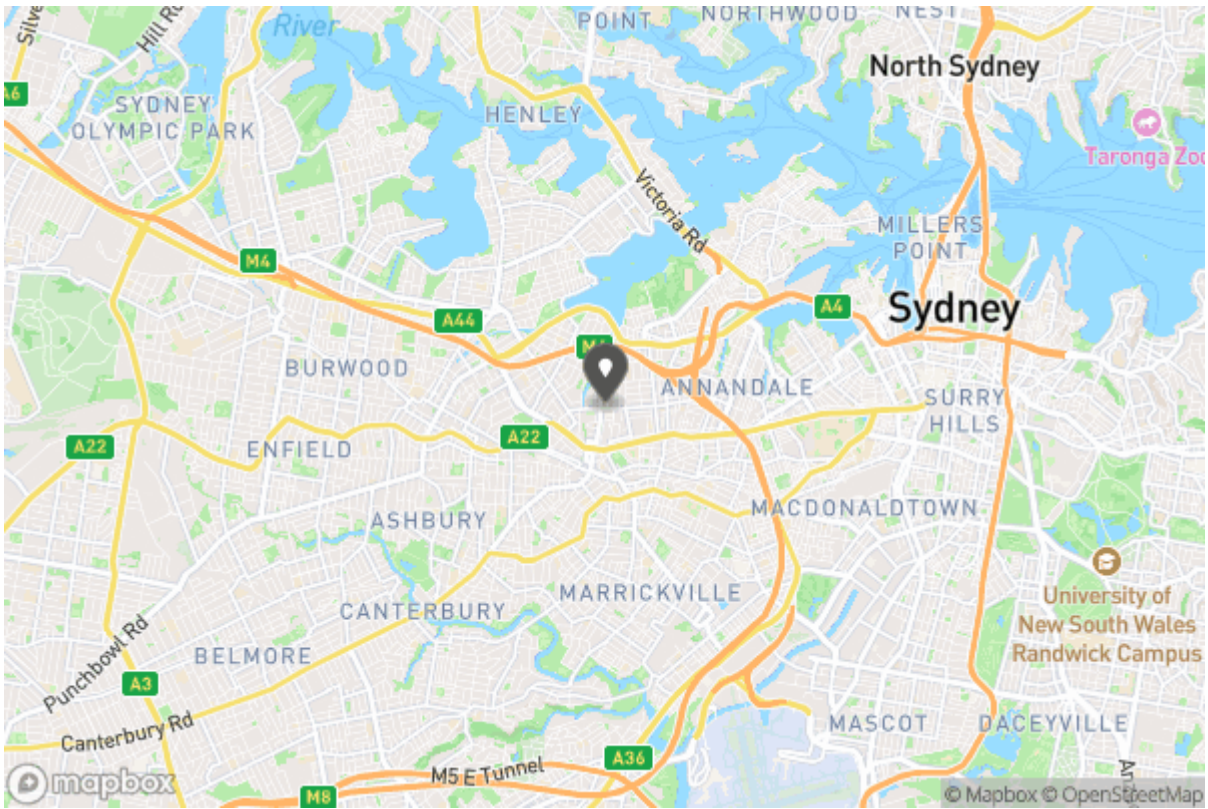 River
POINT
NORTHWOOD
NEST
Hill
North Sydney
A6
SYDNEY
OLYMPIC PARK
HENLEY
Taronga
Victoria Rd
MILLERS
POINT
M4
A44
A4
Sydney
BURWOOD
ANNANDALE
SURRY
HILLS
A22
ENFIELD
A22
MACDONALDTOWN
ASHBURY
University of
New South Wales
Randwick Campus
MARRICKVILLE
CANTERBURY
Punchbowl Rd
BELMORE
A3
Canterbury Rd
MASCOT
DACEYVILLE
A36
M5 E Tunnel
M8
mapbox
© Mapbox © OpenStreetMap